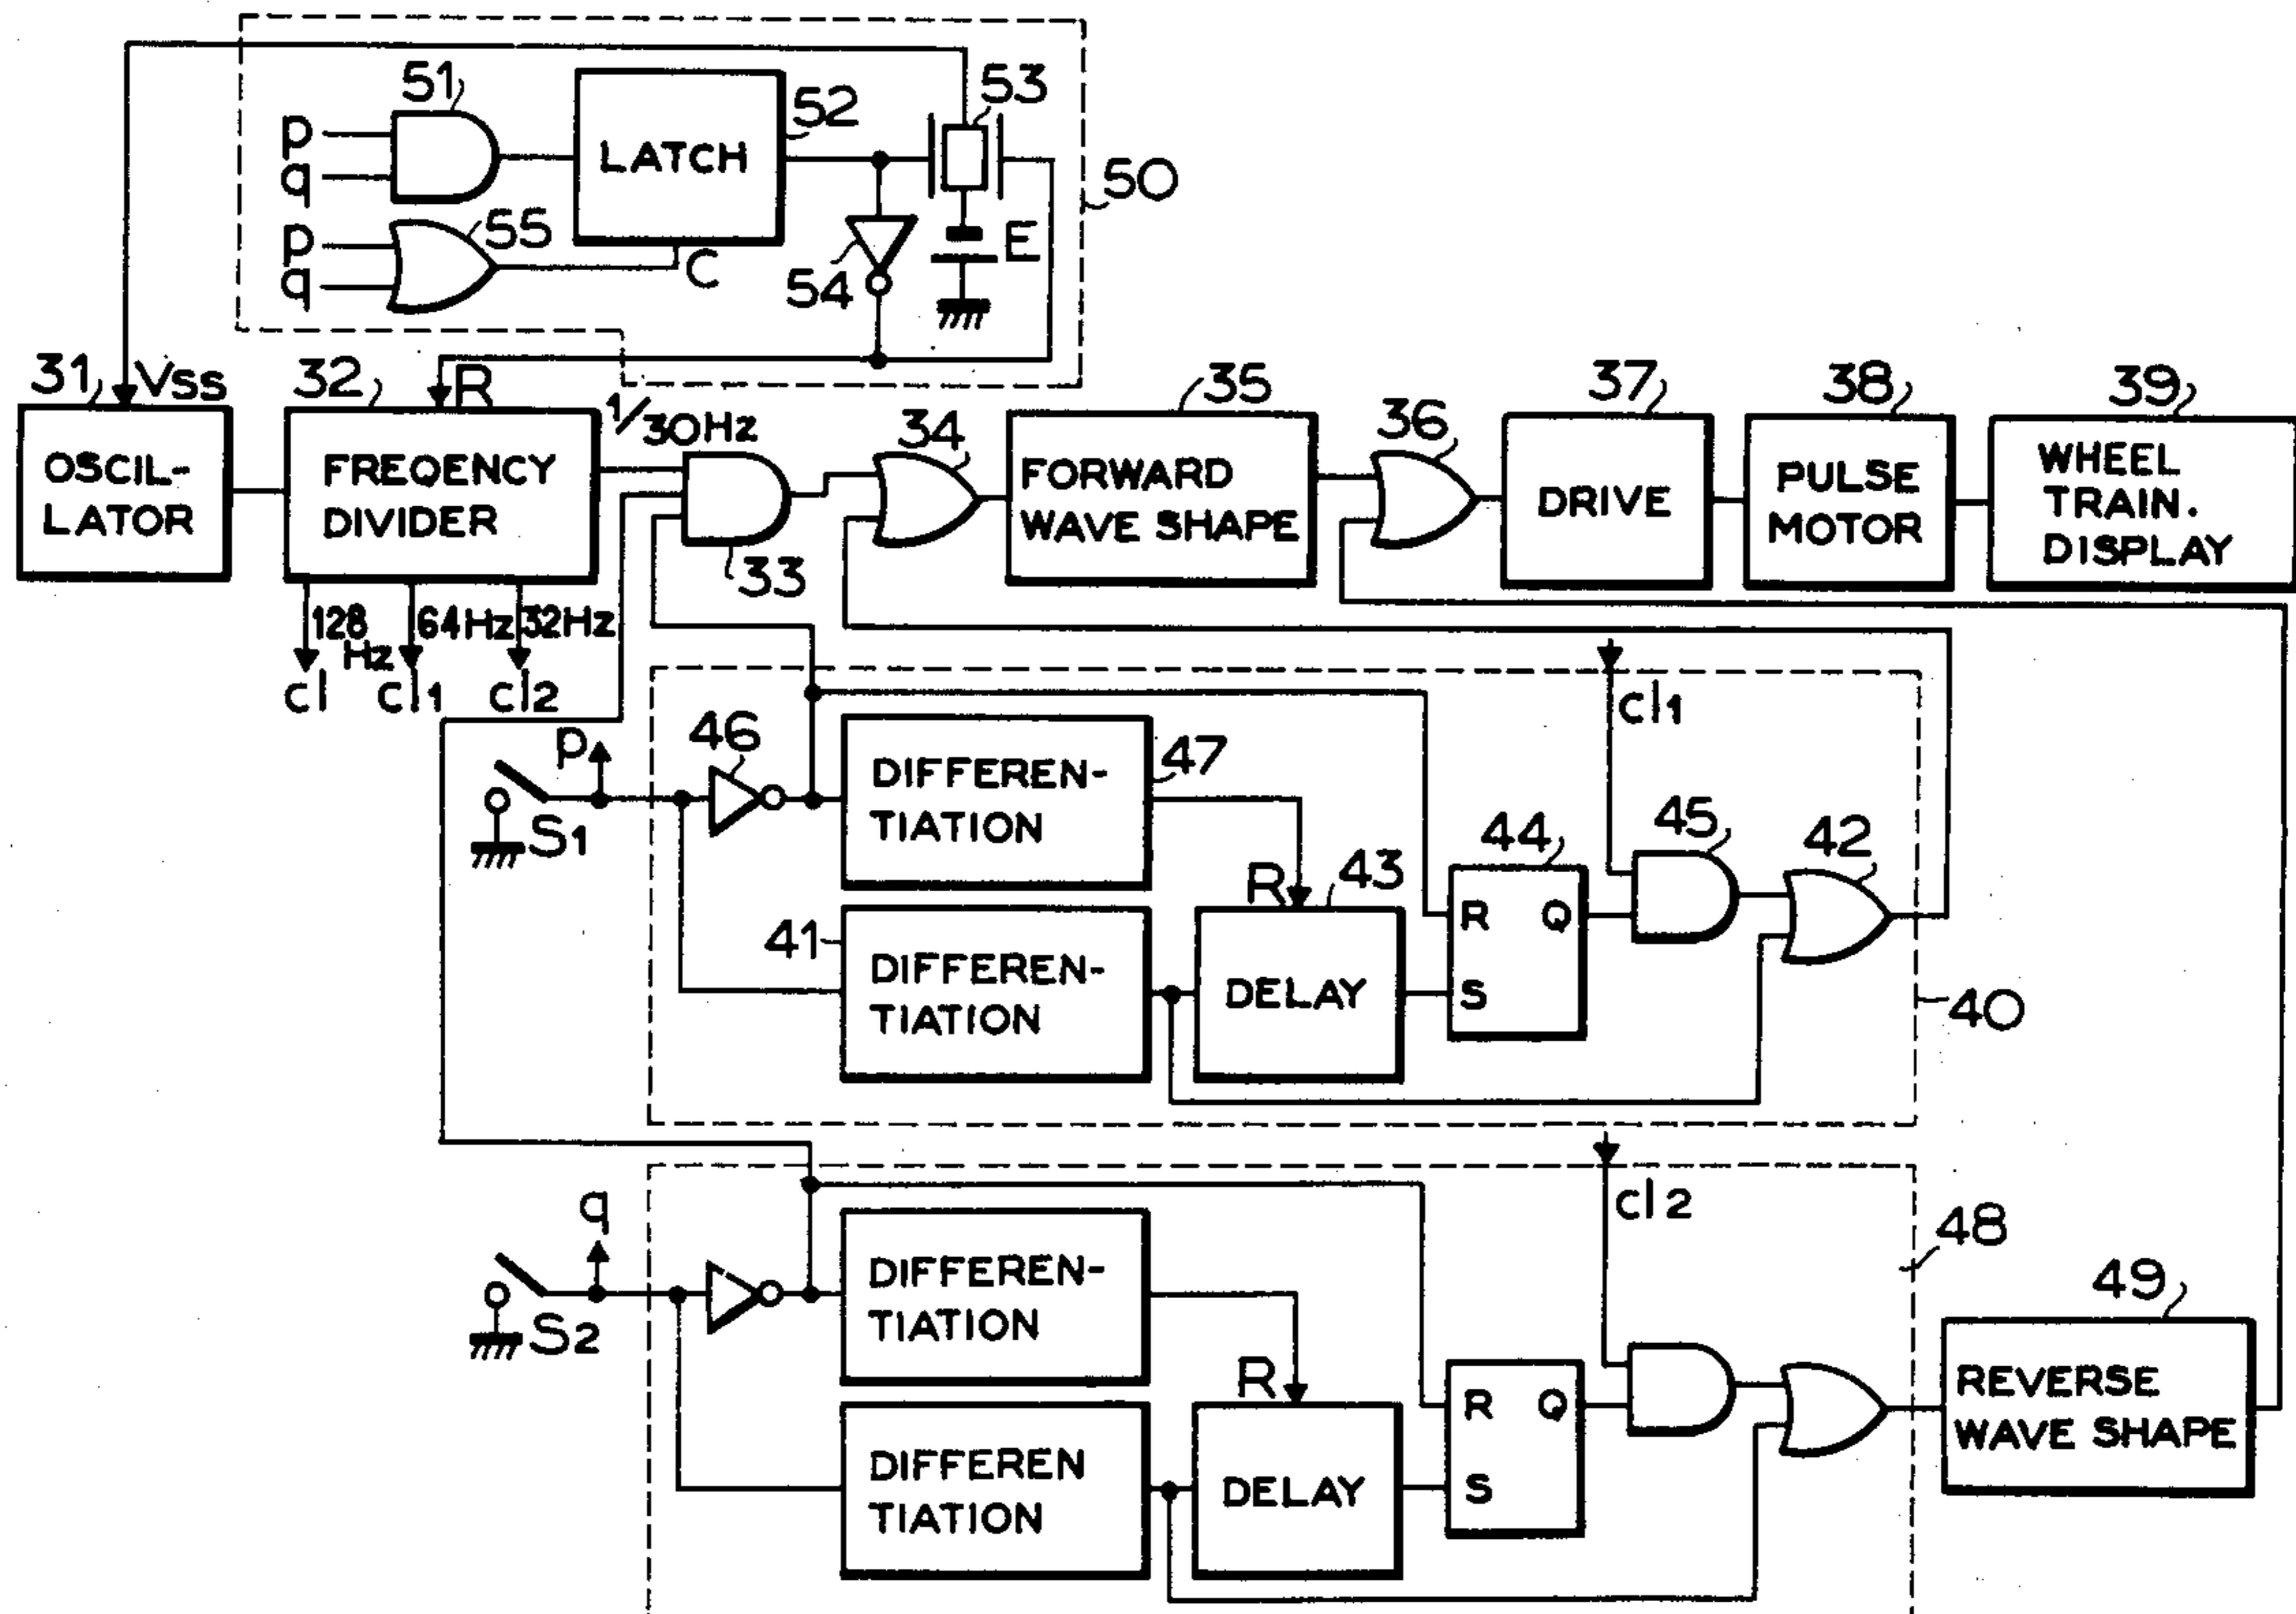 51
p
q
LATCH
52
53
50
p
q
55
C
54
E
31
Vss
32
R
1/30Hz
34
35
36
37
38
39
OSCIL-
LATOR
FREQENCY
DIVIDER
33
FORWARD
WAVE SHAPE
DRIVE
PULSE
MOTOR
WHEEL
TRAIN.
DISPLAY
128
Hz
64Hz
32Hz
cl
cl1
cl2
cl1
p
S1
46
DIFFEREN-
TIATION
47
44
45
42
R
43
41
DIFFEREN-
TIATION
DELAY
R
Q
S
40
cl2
48
q
S2
DIFFEREN-
TIATION
49
R
DIFFEREN
TIATION
DELAY
R
Q
S
REVERSE
WAVE SHAPE